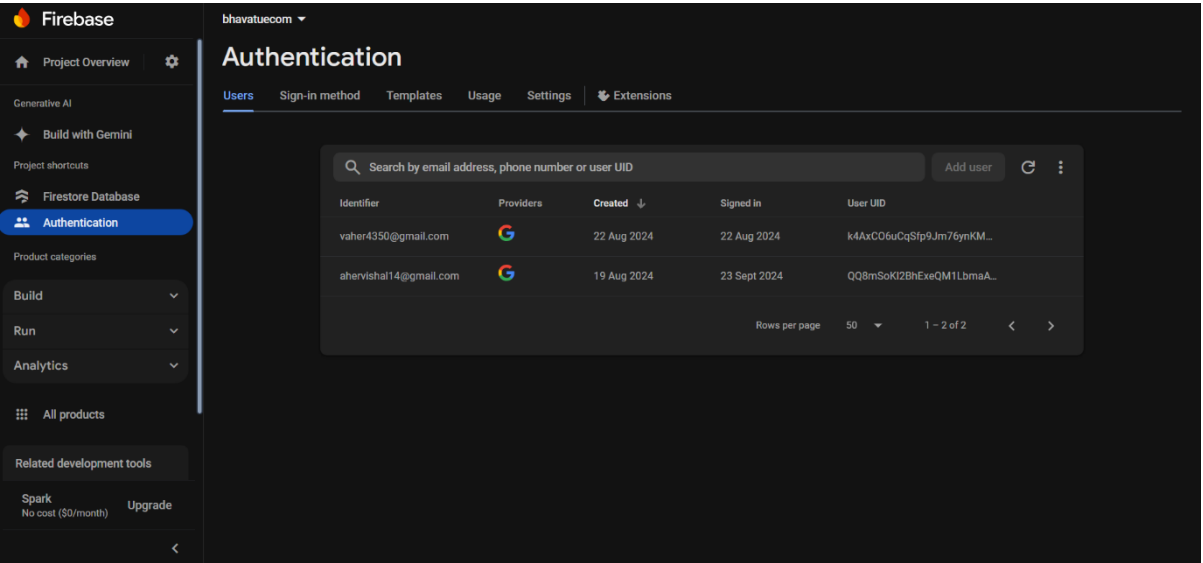 Firebase
Project Overview
Generative AI
Build with Gemini
Project shortcuts
Firestore Database
Authentication
Product categories
Build
Run
Analytics
All products
Related development tools
Spark
No cost ($0/month)
Upgrade
bhavatuecom
Authentication
Users Sign-in method Templates Usage Settings Extensions
Search by email address, phone number or user UID Add user
Identifier Providers Created Signed in User UID
vaher4350@gmail.com 22 Aug 2024 22 Aug 2024 k4AxCO6uCqSfp9Jm76ynKM...
ahervishal14@gmail.com 19 Aug 2024 23 Sept 2024 QQ8mSoKl2BhExeQM1LbmaA...
Rows per page 50 1 – 2 of 2